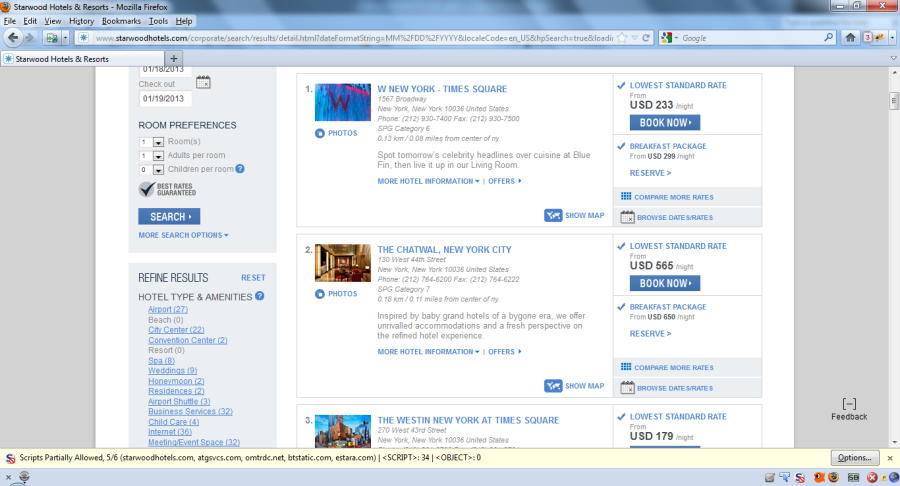 Starwood Hotels & Resorts - Mozilla Firefox
File Edit View History Bookmarks Tools Help
www.starwoodhotels.com/corporate/search/results/detail.html?dateFormatString=MM%2FDD%2FYYYY&localeCode=en_US&hpSearch=true&loadin
Google
Starwood Hotels & Resorts
01/18/2013
Check out
01/19/2013
ROOM PREFERENCES
1 Room(s)
1 Adults per room
0 Children per room ?
BEST RATES
GUARANTEED
SEARCH
MORE SEARCH OPTIONS
REFINE RESULTS RESET
HOTEL TYPE & AMENITIES ?
Airport (27)
Beach (0)
City Center (22)
Convention Center (2)
Resort (0)
Spa (8)
Weddings (9)
Honeymoon (2)
Residences (2)
Airport Shuttle (3)
Business Services (32)
Child Care (4)
Internet (36)
Meeting/Event Space (32)
1. W NEW YORK - TIMES SQUARE
1567 Broadway
New York, New York 10036 United States
Phone: (212) 930-7400 Fax: (212) 930-7500
SPG Category 6
0.13 km / 0.08 miles from center of ny
PHOTOS
Spot tomorrow's celebrity headlines over cuisine at Blue
Fin, then live it up in our Living Room.
MORE HOTEL INFORMATION | OFFERS
SHOW MAP
LOWEST STANDARD RATE
From
USD 233 /night
BOOK NOW
BREAKFAST PACKAGE
From USD 299 /night
RESERVE >
COMPARE MORE RATES
BROWSE DATES/RATES
2. THE CHATWAL, NEW YORK CITY
130 West 44th Street
New York, New York 10036 United States
Phone: (212) 764-6200 Fax: (212) 764-6222
SPG Category 7
0.18 km / 0.11 miles from center of ny
PHOTOS
Inspired by baby grand hotels of a bygone era, we offer
unrivalled accommodations and a fresh perspective on
the refined hotel experience.
MORE HOTEL INFORMATION | OFFERS
SHOW MAP
LOWEST STANDARD RATE
From
USD 565 /night
BOOK NOW
BREAKFAST PACKAGE
From USD 650 /night
RESERVE >
COMPARE MORE RATES
BROWSE DATES/RATES
3. THE WESTIN NEW YORK AT TIMES SQUARE
270 West 43rd Street
New York, New York 10036 United States
LOWEST STANDARD RATE
From
USD 179 /night
[-]
Feedback
Scripts Partially Allowed, 5/6 (starwoodhotels.com, atgsvcs.com, omtrdc.net, btstatic.com, estara.com) | <SCRIPT>: 34 | <OBJECT>: 0
Options...